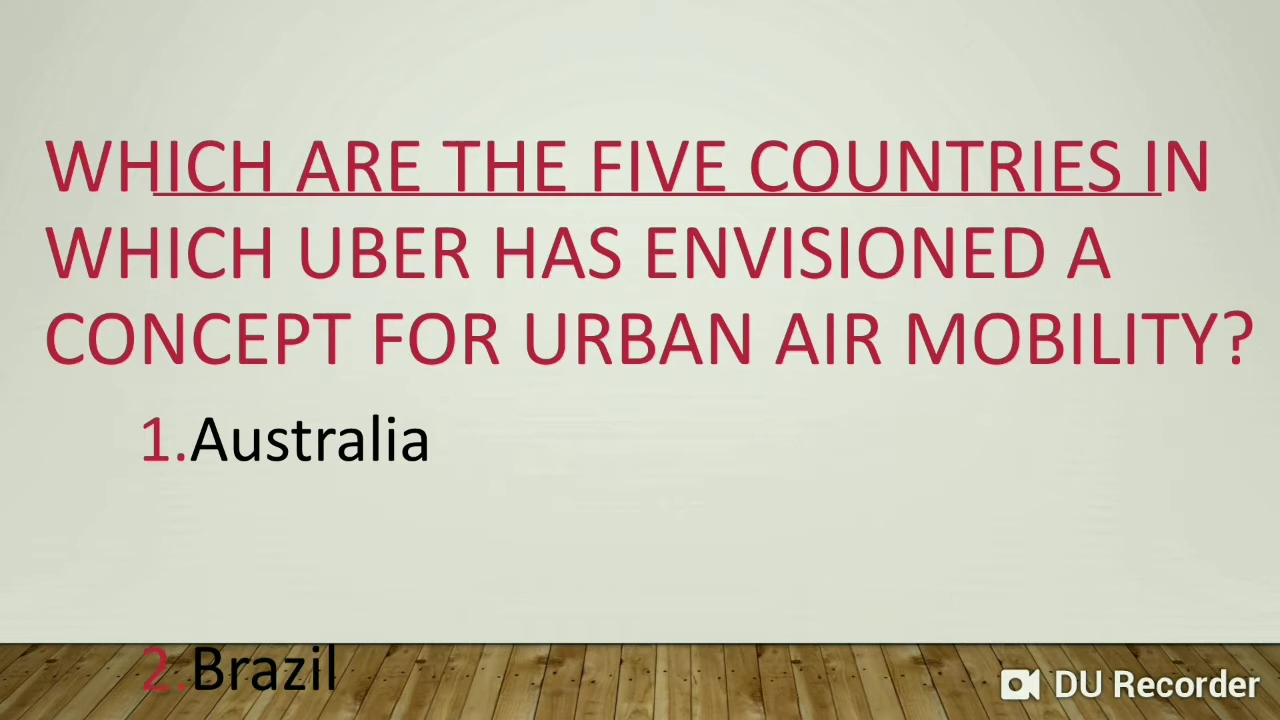 WHICH ARE THE FIVE COUNTRIES IN
WHICH UBER HAS ENVISIONED A
CONCEPT FOR URBAN AIR MOBILITY?
1.Australia
2.Brazil
DU Recorder